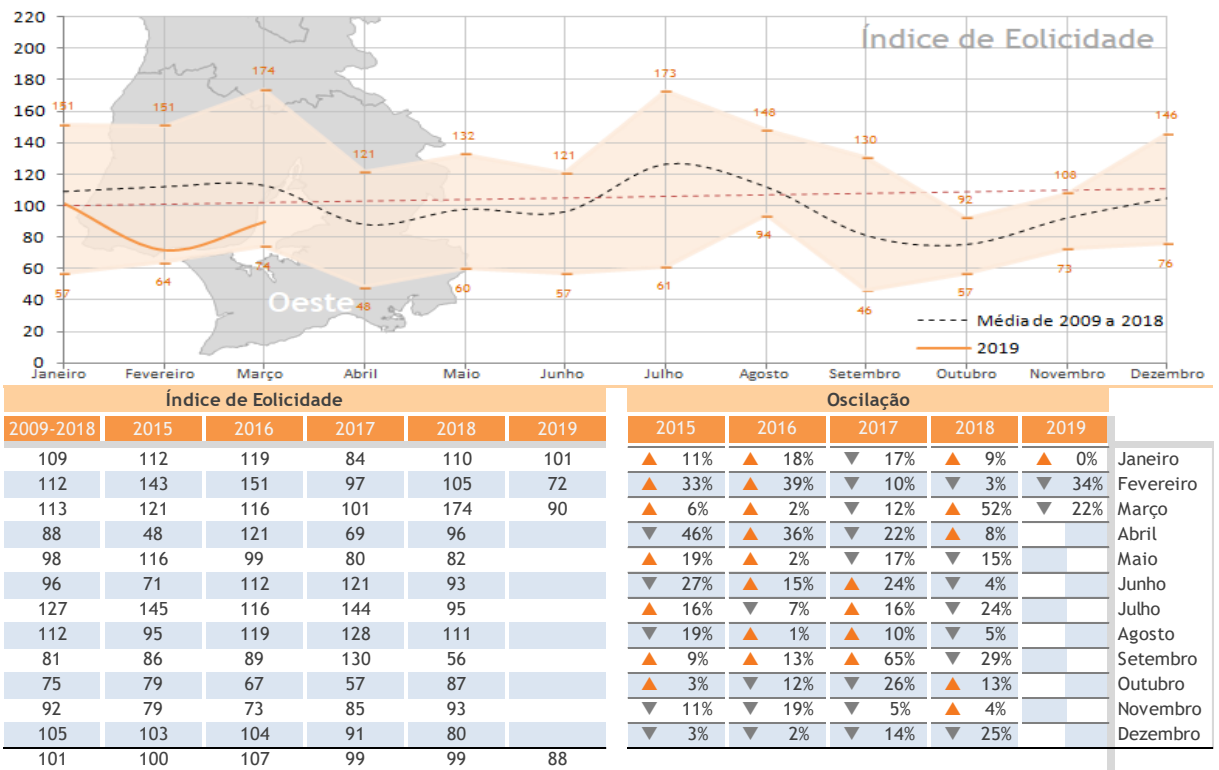 Índice de Eolicidade
220
200
180
160
140
120
100
80
60
40
20
0
151 151 174 121 132 121 173 148 130 92 108 146
57 64 74 48 60 57 61 94 46 57 73 76
Oeste
Média de 2009 a 2018
2019
Janeiro Fevereiro Março Abril Maio Junho Julho Agosto Setembro Outubro Novembro Dezembro
Índice de Eolicidade Oscilação
2009-2018 2015 2016 2017 2018 2019 2015 2016 2017 2018 2019
109 112 119 84 110 101 ▲ 11% ▲ 18% ▼ 17% ▲ 9% ▲ 0% Janeiro
112 143 151 97 105 72 ▲ 33% ▲ 39% ▼ 10% ▼ 3% ▼ 34% Fevereiro
113 121 116 101 174 90 ▲ 6% ▲ 2% ▼ 12% ▲ 52% ▼ 22% Março
88 48 121 69 96 ▼ 46% ▲ 36% ▼ 22% ▲ 8% Abril
98 116 99 80 82 ▲ 19% ▲ 2% ▼ 17% ▼ 15% Maio
96 71 112 121 93 ▼ 27% ▲ 15% ▲ 24% ▼ 4% Junho
127 145 116 144 95 ▲ 16% ▼ 7% ▲ 16% ▼ 24% Julho
112 95 119 128 111 ▼ 19% ▲ 1% ▲ 10% ▼ 5% Agosto
81 86 89 130 56 ▲ 9% ▲ 13% ▲ 65% ▼ 29% Setembro
75 79 67 57 87 ▲ 3% ▼ 12% ▼ 26% ▲ 13% Outubro
92 79 73 85 93 ▼ 11% ▼ 19% ▼ 5% ▲ 4% Novembro
105 103 104 91 80 ▼ 3% ▼ 2% ▼ 14% ▼ 25% Dezembro
101 100 107 99 99 88